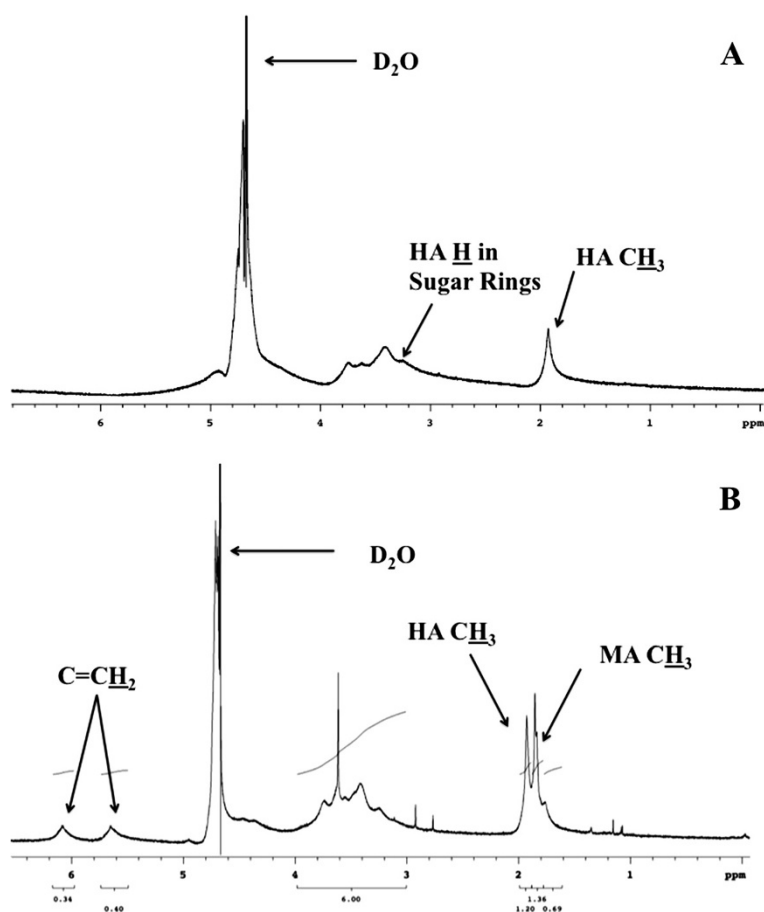 A
D₂O
HA H in
Sugar Rings
HA CH₃
6 5 4 3 2 1 ppm
B
D₂O
HA CH₃
MA CH₃
C=CH₂
6 5 4 3 2 1 ppm
0.34 6.00 1.36
0.40 1.20 0.69